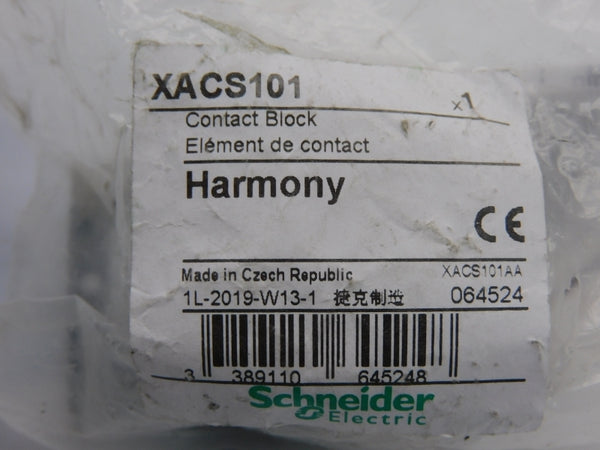 XACS101
x1
Contact Block
Elément de contact
Harmony
CE
Made in Czech Republic
XACS101AA
1L-2019-W13-1 捷克制造 064524
3 389110 645248
Schneider
Electric